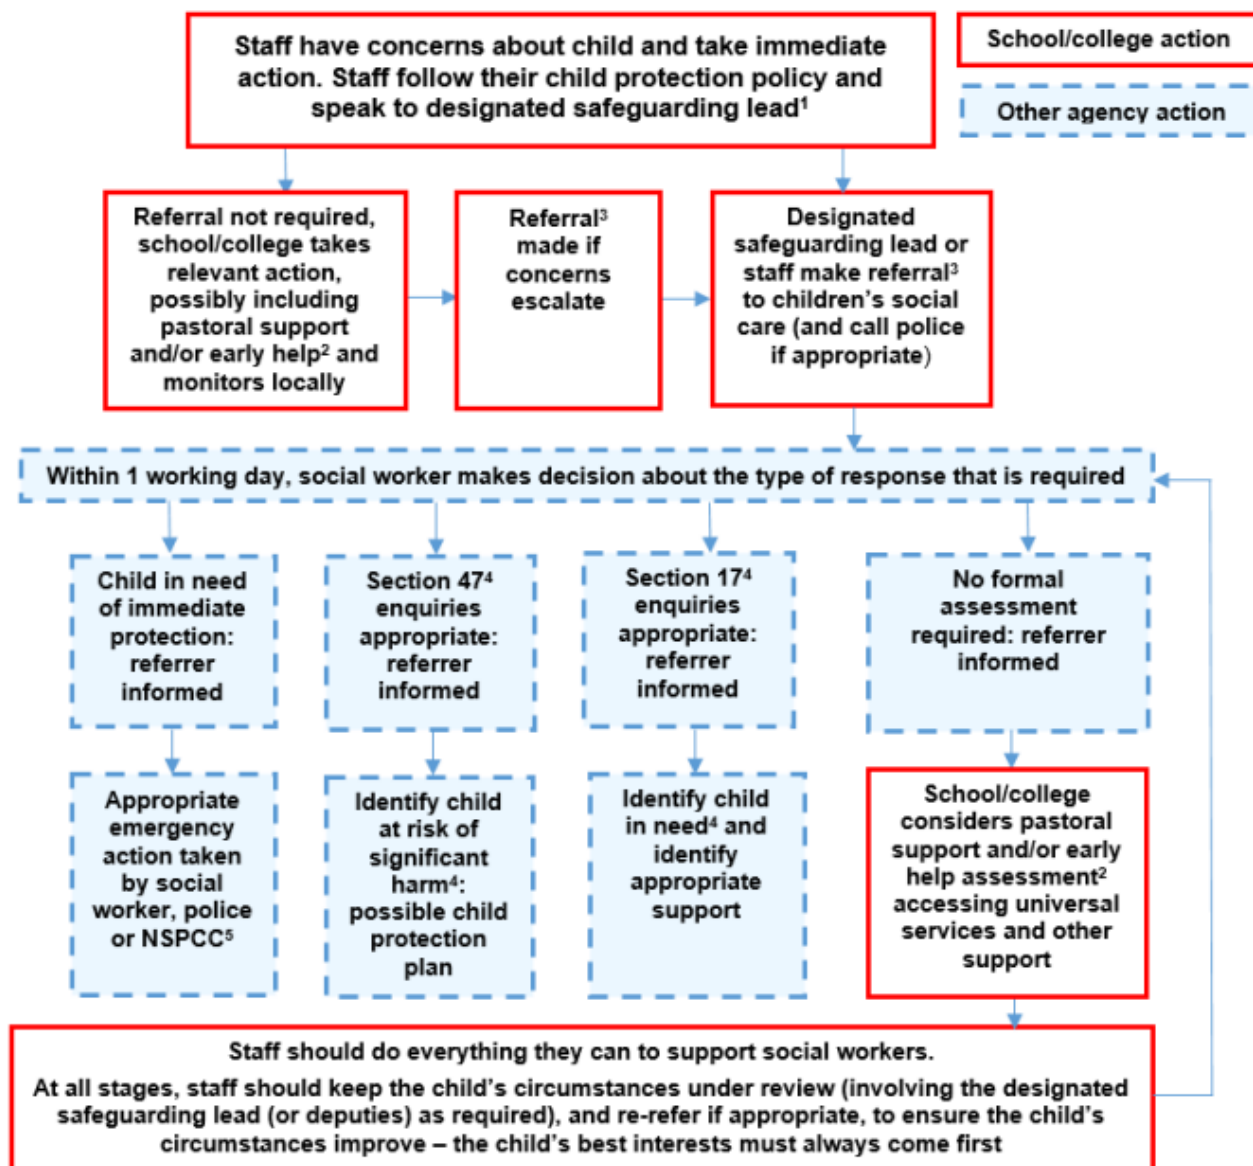 Staff have concerns about child and take immediate
action. Staff follow their child protection policy and
speak to designated safeguarding lead¹
School/college action
Other agency action
Referral not required,
school/college takes
relevant action,
possibly including
pastoral support
and/or early help² and
monitors locally
Referral³
made if
concerns
escalate
Designated
safeguarding lead or
staff make referral³
to children’s social
care (and call police
if appropriate)
Within 1 working day, social worker makes decision about the type of response that is required
Child in need
of immediate
protection:
referrer
informed
Section 47⁴
enquiries
appropriate:
referrer
informed
Section 17⁴
enquiries
appropriate:
referrer
informed
No formal
assessment
required: referrer
informed
Appropriate
emergency
action taken
by social
worker, police
or NSPCC⁵
Identify child
at risk of
significant
harm⁴:
possible child
protection
plan
Identify child
in need⁴ and
identify
appropriate
support
School/college
considers pastoral
support and/or early
help assessment²
accessing universal
services and other
support
Staff should do everything they can to support social workers.
At all stages, staff should keep the child’s circumstances under review (involving the designated
safeguarding lead (or deputies) as required), and re-refer if appropriate, to ensure the child’s
circumstances improve – the child’s best interests must always come first